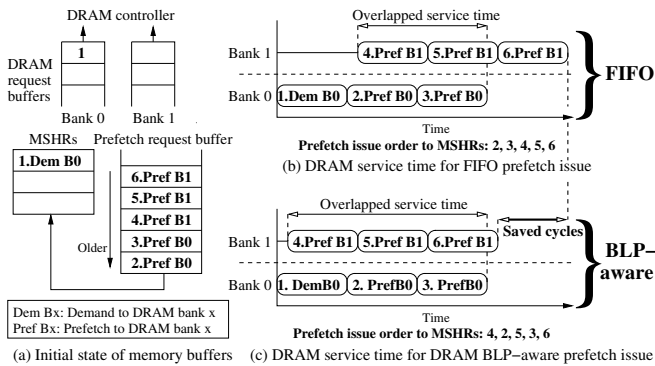 DRAM controller
DRAM
request
buffers
1
Bank 0
Bank 1
MSHRs
Prefetch request buffer
1.Dem B0
6.Pref B1
5.Pref B1
4.Pref B1
3.Pref B0
2.Pref B0
Older
Dem Bx: Demand to DRAM bank x
Pref Bx: Prefetch to DRAM bank x
(a) Initial state of memory buffers
Overlapped service time
Bank 1
4.Pref B1
5.Pref B1
6.Pref B1
Bank 0
1.Dem B0
2.Pref B0
3.Pref B0
FIFO
Time
Prefetch issue order to MSHRs: 2, 3, 4, 5, 6
(b) DRAM service time for FIFO prefetch issue
Overlapped service time
Bank 1
4.Pref B1
5.Pref B1
6.Pref B1
Saved cycles
Bank 0
1. DemB0
2. PrefB0
3. PrefB0
BLP−
aware
Time
Prefetch issue order to MSHRs: 4, 2, 5, 3, 6
(c) DRAM service time for DRAM BLP−aware prefetch issue